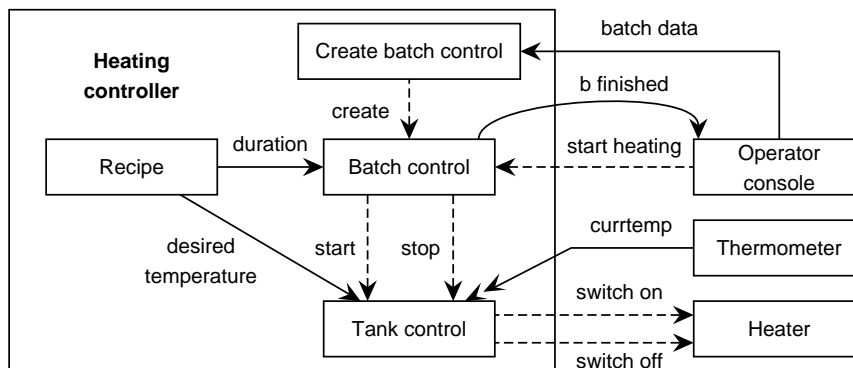 Heating
controller
Create batch control
batch data
b finished
create
duration
start heating
Recipe
Batch control
Operator
console
desired
temperature
start
stop
currtemp
Thermometer
switch on
Tank control
Heater
switch off